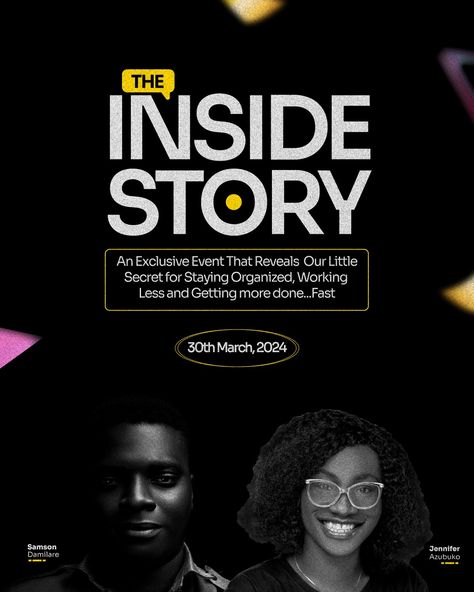 THE
INSIDE
STORY
An Exclusive Event That Reveals Our Little
Secret for Staying Organized, Working
Less and Getting more done...Fast
30th March, 2024
Samson
Damilare
Jennifer
Azubuko